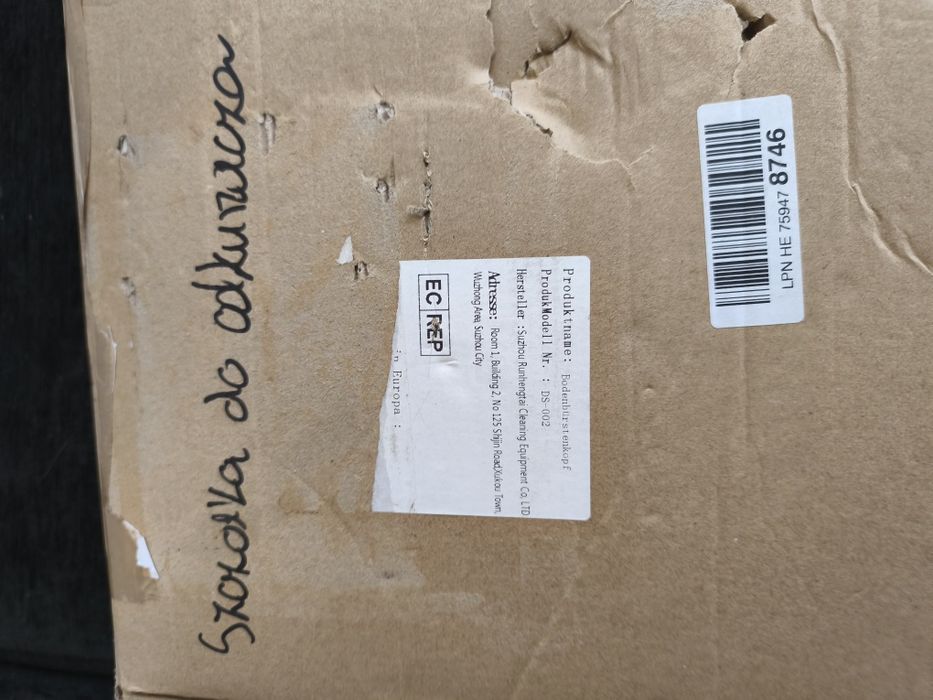 Szczotka do odkurzacza
Produktname: Bodenbürstenkopf
ProdukModell Nr. : DS-002
Hersteller :Suzhou Runhengtai Cleaning Equipment Co, LTD
Adresse: Room 1, Building 2, No 125 Shijin Road,Xukou Town,
Wuzhong Area, Suzhou City
EC REP
in Europa :
LPN HE 75947 8746